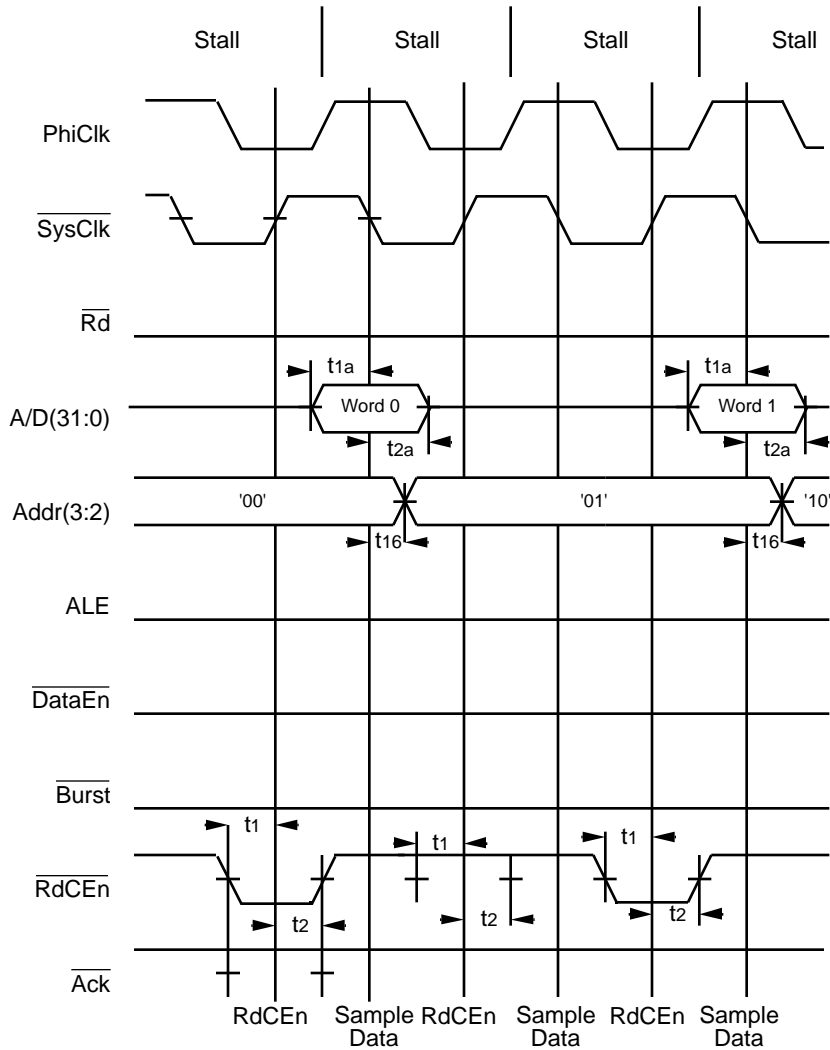 Stall Stall Stall Stall
PhiClk
SysClk
Rd
t1a t1a
A/D(31:0) Word 0 Word 1
t2a t2a
Addr(3:2) '00' '01' '10'
t16 t16
ALE
DataEn
Burst
t1 t1 t1
RdCEn
t2 t2 t2
Ack
RdCEn Sample Data RdCEn Sample Data RdCEn Sample Data